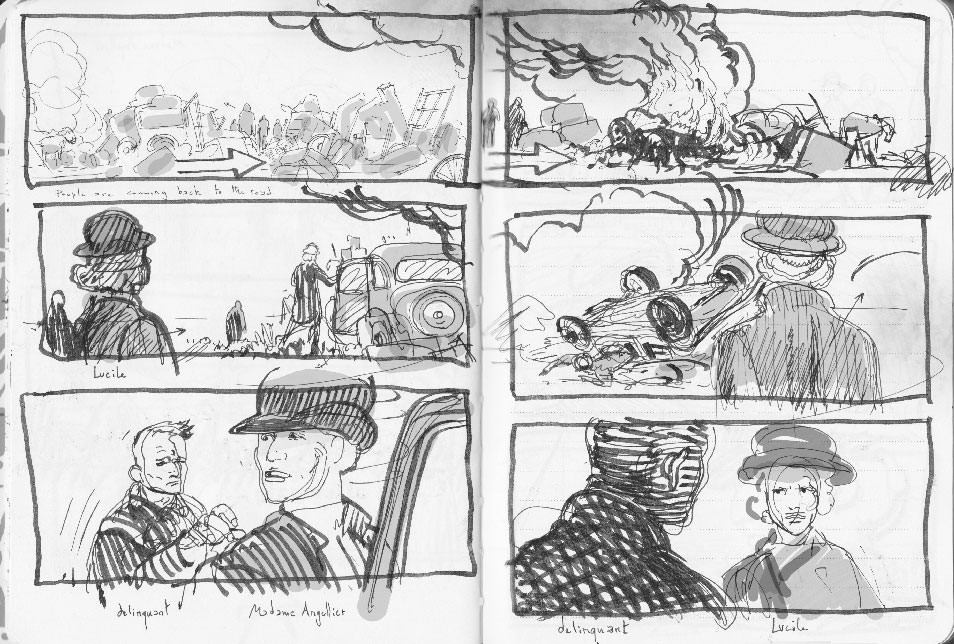 People are coming back to the road
Lucile
delinquant
Madame Angellier
delinquant
Lucile